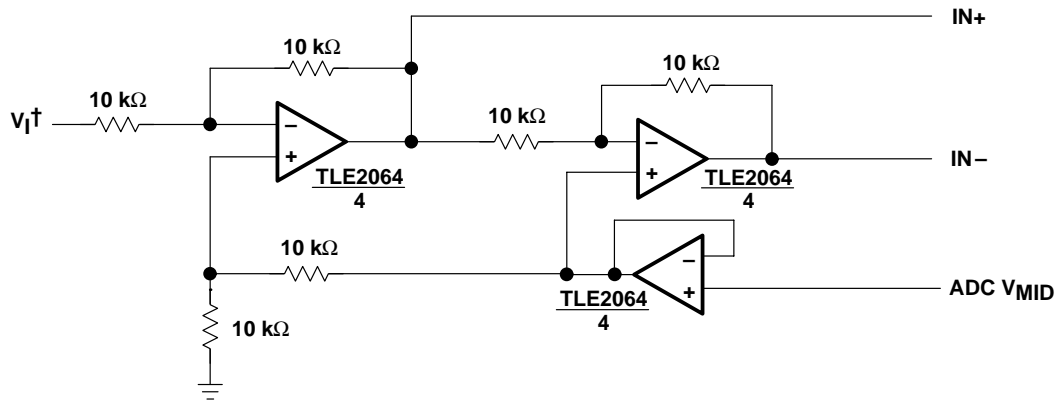 IN+
10 kΩ
10 kΩ
10 kΩ
10 kΩ
VI†
−
+
−
+
IN−
TLE2064
4
TLE2064
4
10 kΩ
−
+
ADC VMID
TLE2064
4
10 kΩ